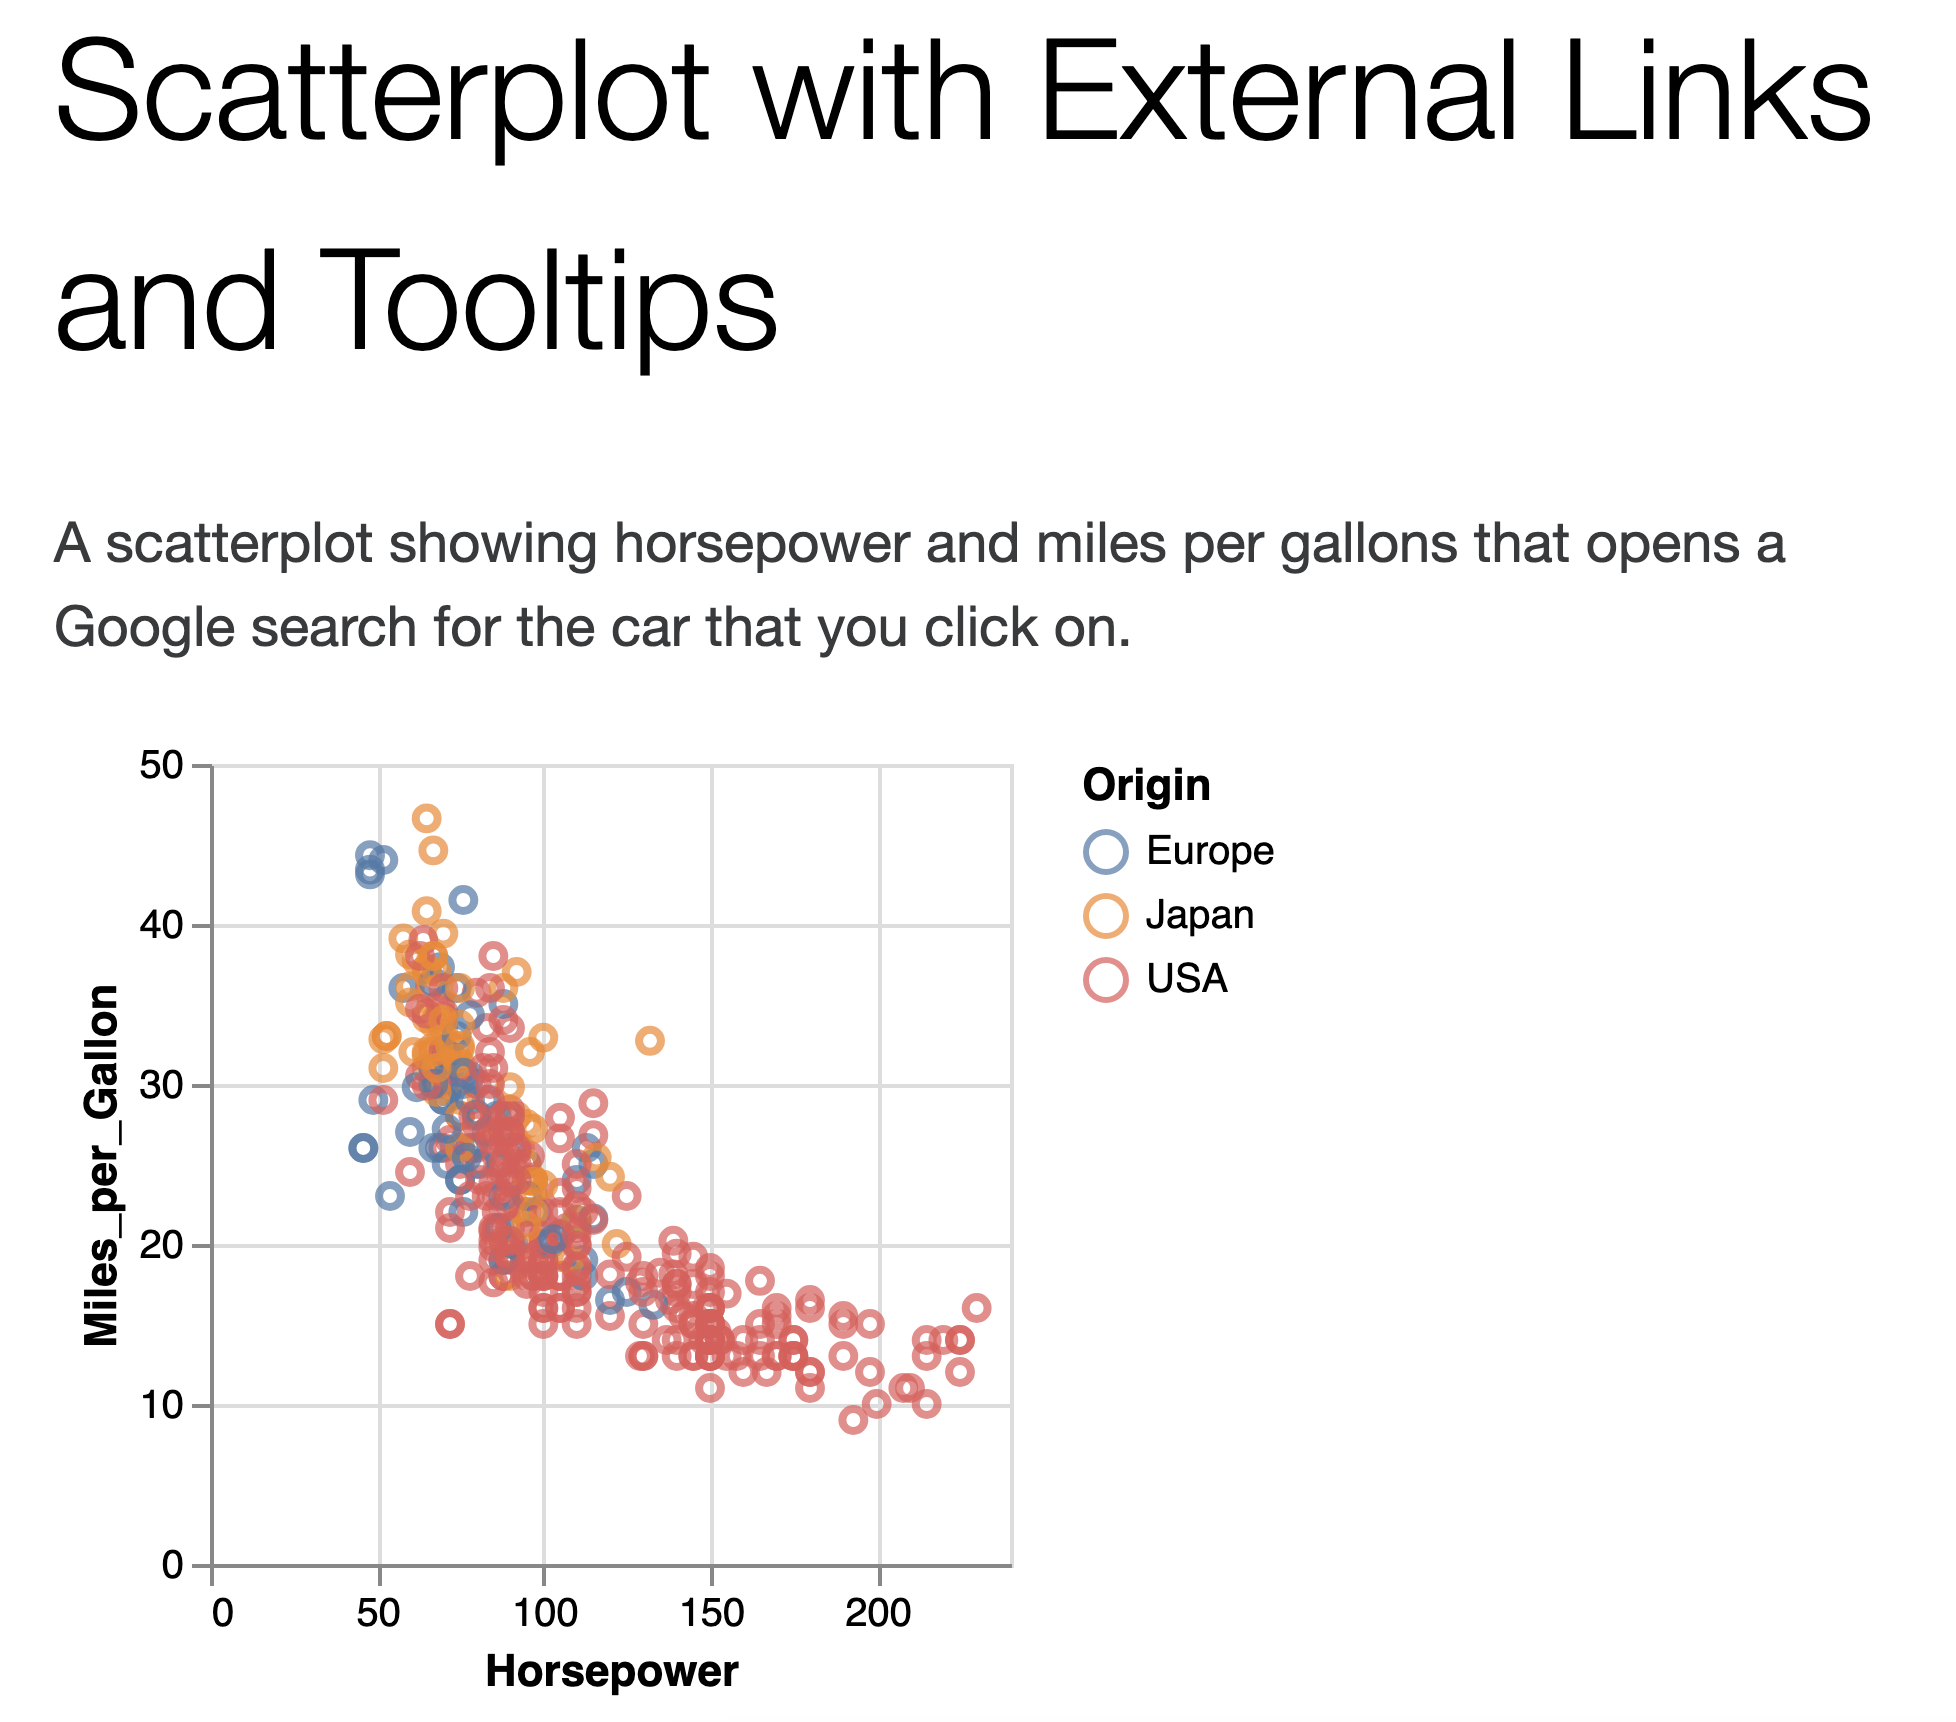 Scatterplot with External Links
and Tooltips
A scatterplot showing horsepower and miles per gallons that opens a
Google search for the car that you click on.
50
40
30
20
10
0
Miles_per_Gallon
0 50 100 150 200
Horsepower
Origin
Europe
Japan
USA